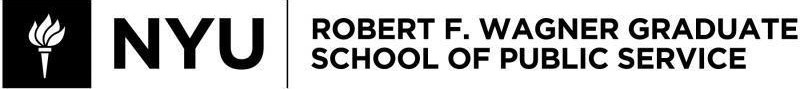 NYU
ROBERT F. WAGNER GRADUATE
SCHOOL OF PUBLIC SERVICE